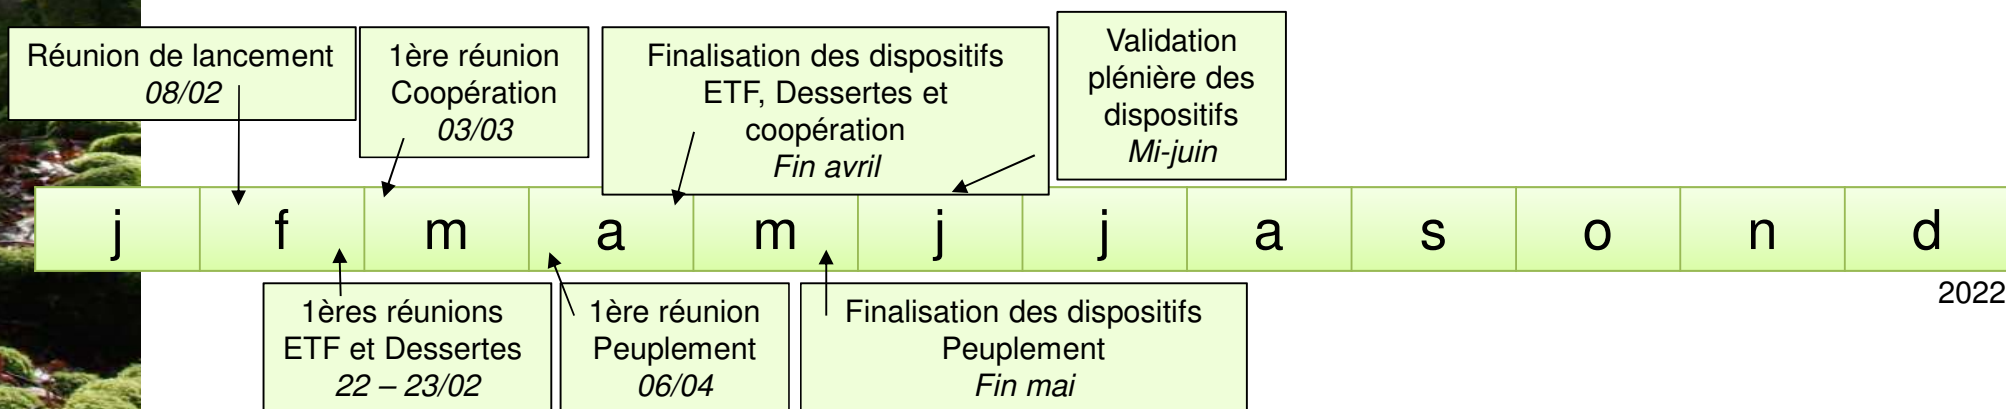 Réunion de lancement
08/02
1ère réunion
Coopération
03/03
Finalisation des dispositifs
ETF, Dessertes et
coopération
Fin avril
Validation
plénière des
dispositifs
Mi-juin
j f m a m j j a s o n d
2022
1ères réunions
ETF et Dessertes
22 – 23/02
1ère réunion
Peuplement
06/04
Finalisation des dispositifs
Peuplement
Fin mai